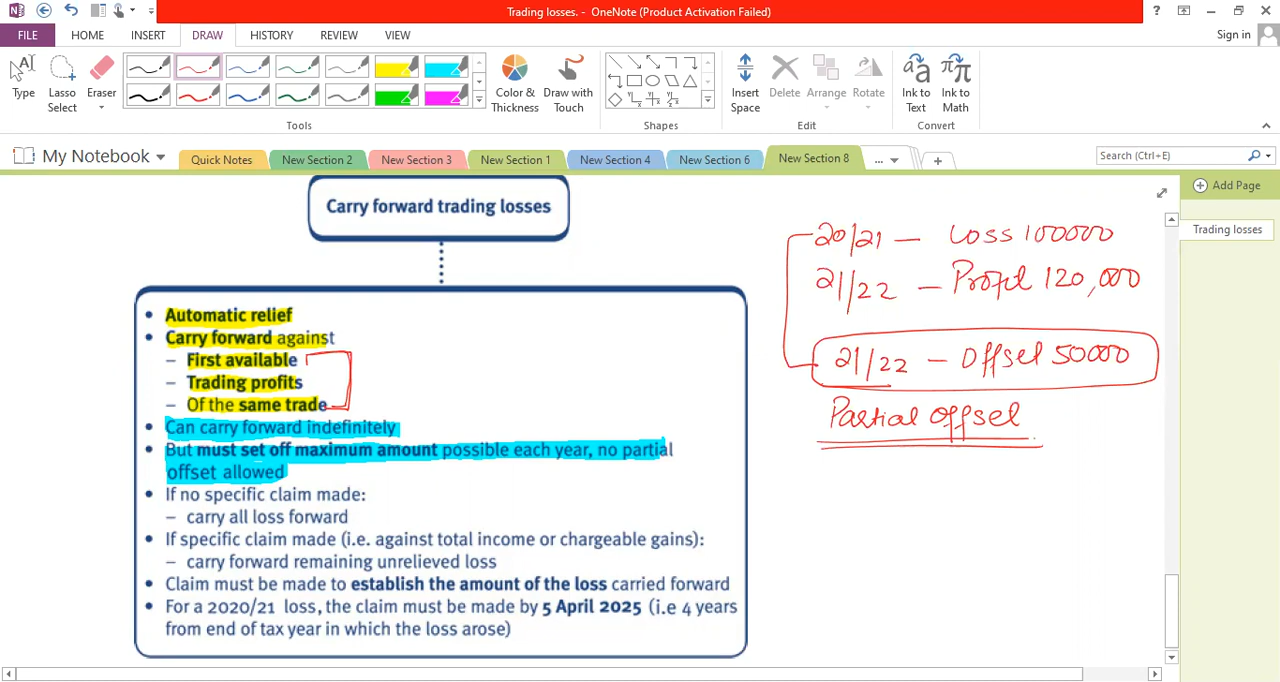 Trading losses. - OneNote (Product Activation Failed)
Sign in
FILE HOME INSERT DRAW HISTORY REVIEW VIEW
Type
Lasso Select
Eraser
Color & Thickness
Draw with Touch
Insert Space
Delete
Arrange
Rotate
Ink to Text
Ink to Math
Tools
Shapes
Edit
Convert
My Notebook
Quick Notes
New Section 2
New Section 3
New Section 1
New Section 4
New Section 6
New Section 8
...
Search (Ctrl+E)
Add Page
Trading losses
Carry forward trading losses
• Automatic relief
• Carry forward against
– First available
– Trading profits
– Of the same trade
• Can carry forward indefinitely
• But must set off maximum amount possible each year, no partial
offset allowed
• If no specific claim made:
– carry all loss forward
• If specific claim made (i.e. against total income or chargeable gains):
– carry forward remaining unrelieved loss
• Claim must be made to establish the amount of the loss carried forward
• For a 2020/21 loss, the claim must be made by 5 April 2025 (i.e 4 years
from end of tax year in which the loss arose)
20/21 – Loss 100000
21/22 – Profit 120,000
21/22 – Offset 50000
Partial offset